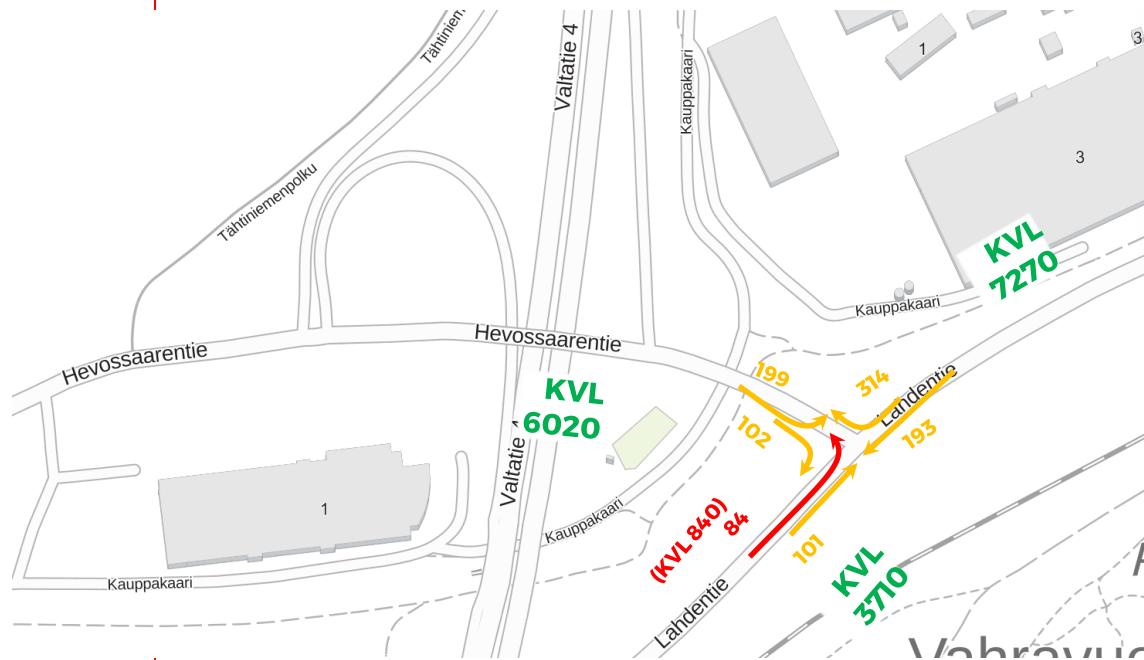 Valtatie 4
Kauppakaari
1
3
3
Tähtiniemenpolku
KVL
7270
Kauppakaari
Hevossaarentie
Hevossaarentie
199
314
Lahdentie
KVL
6020
102
193
Valtatie
1
Kauppakaari
(KVL 840)
84
101
KVL
3710
Kauppakaari
Lahdentie